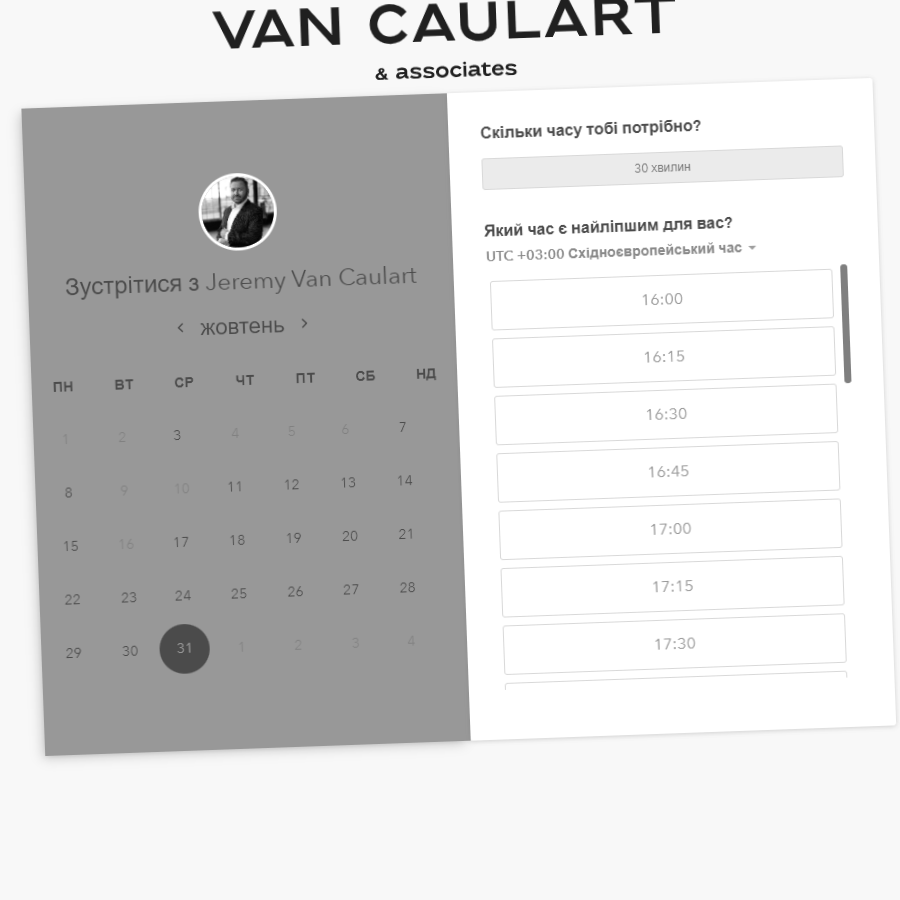 VAN CAULART
& associates
Зустрітися з Jeremy Van Caulart
жовтень
ПН ВТ СР ЧТ ПТ СБ НД
1 2 3 4 5 6 7
8 9 10 11 12 13 14
15 16 17 18 19 20 21
22 23 24 25 26 27 28
29 30 31 1 2 3 4
Скільки часу тобі потрібно?
30 хвилин
Який час є найліпшим для вас?
UTC +03:00 Східноєвропейський час
16:00
16:15
16:30
16:45
17:00
17:15
17:30